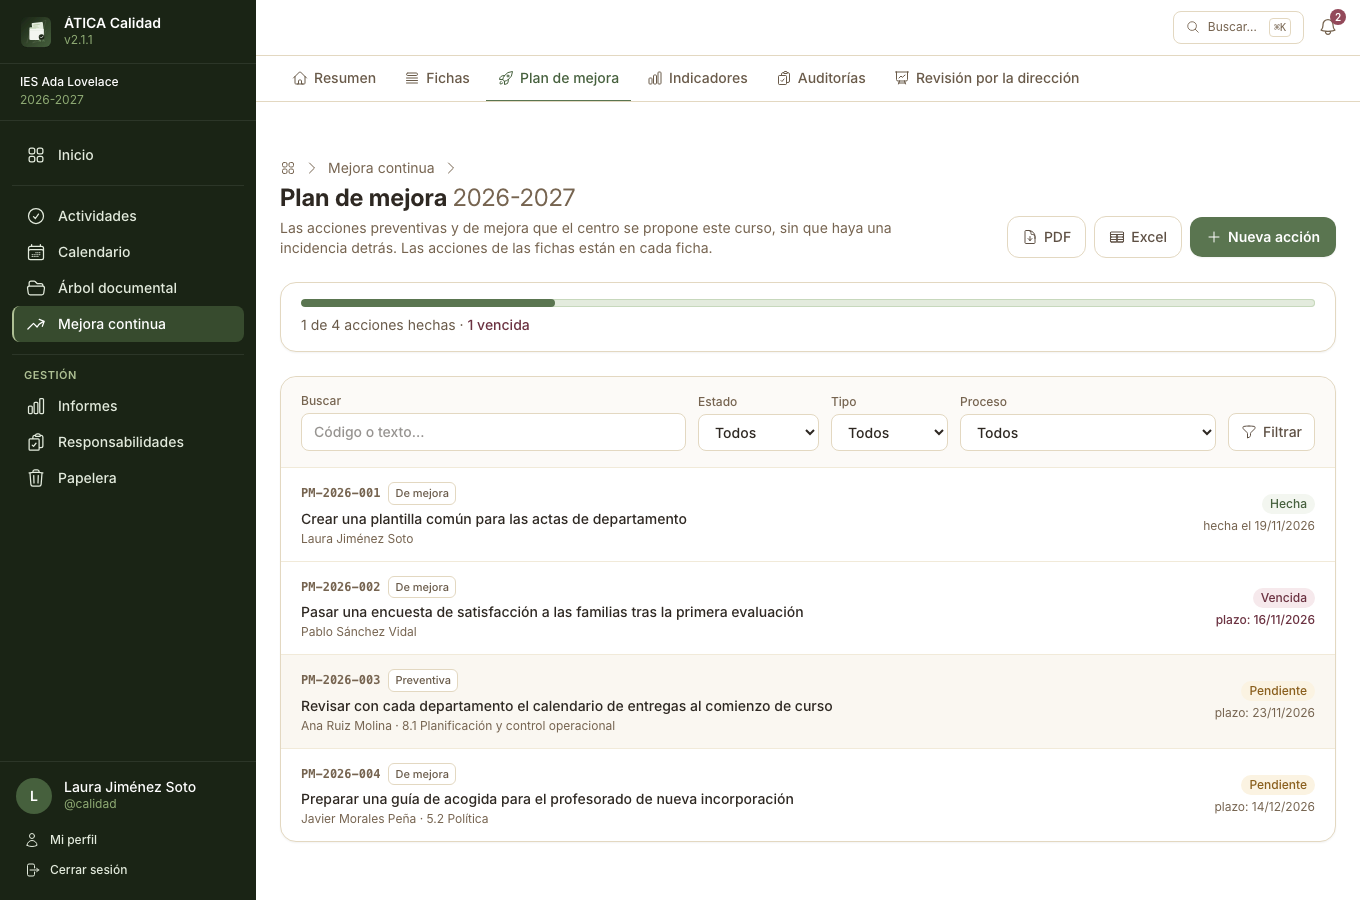 ÁTICA Calidad
v2.1.1
IES Ada Lovelace
2026-2027
Inicio
Actividades
Calendario
Árbol documental
Mejora continua
GESTIÓN
Informes
Responsabilidades
Papelera
L
Laura Jiménez Soto
@calidad
Mi perfil
Cerrar sesión
Buscar... ⌘K
2
Resumen
Fichas
Plan de mejora
Indicadores
Auditorías
Revisión por la dirección
Mejora continua
Plan de mejora 2026-2027
Las acciones preventivas y de mejora que el centro se propone este curso, sin que haya una
incidencia detrás. Las acciones de las fichas están en cada ficha.
PDF
Excel
Nueva acción
1 de 4 acciones hechas · 1 vencida
Buscar
Código o texto...
Estado
Todos
Tipo
Todos
Proceso
Todos
Filtrar
PM-2026-001 De mejora
Crear una plantilla común para las actas de departamento
Laura Jiménez Soto
Hecha
hecha el 19/11/2026
PM-2026-002 De mejora
Pasar una encuesta de satisfacción a las familias tras la primera evaluación
Pablo Sánchez Vidal
Vencida
plazo: 16/11/2026
PM-2026-003 Preventiva
Revisar con cada departamento el calendario de entregas al comienzo de curso
Ana Ruiz Molina · 8.1 Planificación y control operacional
Pendiente
plazo: 23/11/2026
PM-2026-004 De mejora
Preparar una guía de acogida para el profesorado de nueva incorporación
Javier Morales Peña · 5.2 Política
Pendiente
plazo: 14/12/2026